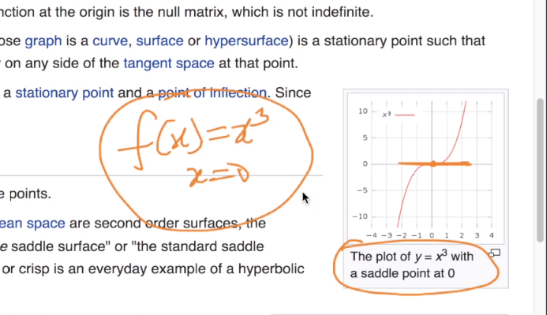 nction at the origin is the null matrix, which is not indefinite.
ose graph is a curve, surface or hypersurface) is a stationary point such that
on any side of the tangent space at that point.
a stationary point and a point of inflection. Since
f(x)=x³
x=0
e points.
ean space are second order surfaces, the
e saddle surface" or "the standard saddle
or crisp is an everyday example of a hyperbolic
10
x³
5
0
−5
−10
−4 −3 −2 −1 0 1 2 3 4
The plot of y = x³ with
a saddle point at 0